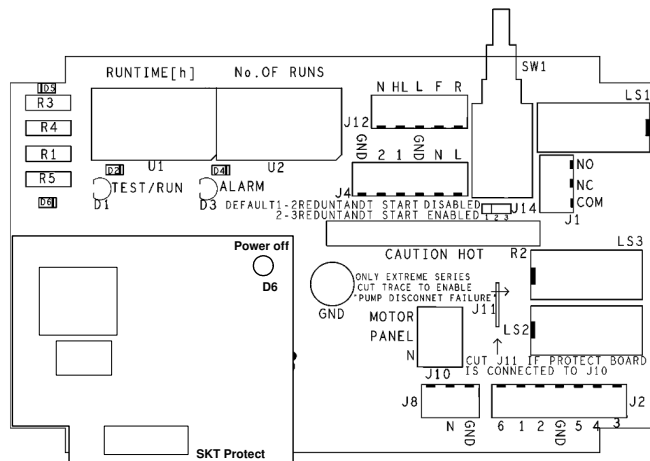 RUNTIME[h] No.OF RUNS
N HL L F R
SW1
LS1
D5
R3
R4
R1
R5
D6
J12
GND 2 1 GND N L
U1 U2
D2 D4
TEST/RUN ALARM
D1 D3
J4
NO
NC
COM
J1
DEFAULT1-2REDUNTANDT START DISABLED
2-3REDUNTANDT START ENABLED
1 2 3
J14
CAUTION HOT
R2
LS3
Power off
D6
ONLY EXTREME SERIES
CUT TRACE TO ENABLE
"PUMP DISCONNET FAILURE"
GND
J11
MOTOR
PANEL
N
J10
LS2
CUT J11 IF PROTECT BOARD
IS CONNECTED TO J10
J8
J2
N GND
6 1 2 GND 5 4 3
SKT Protect